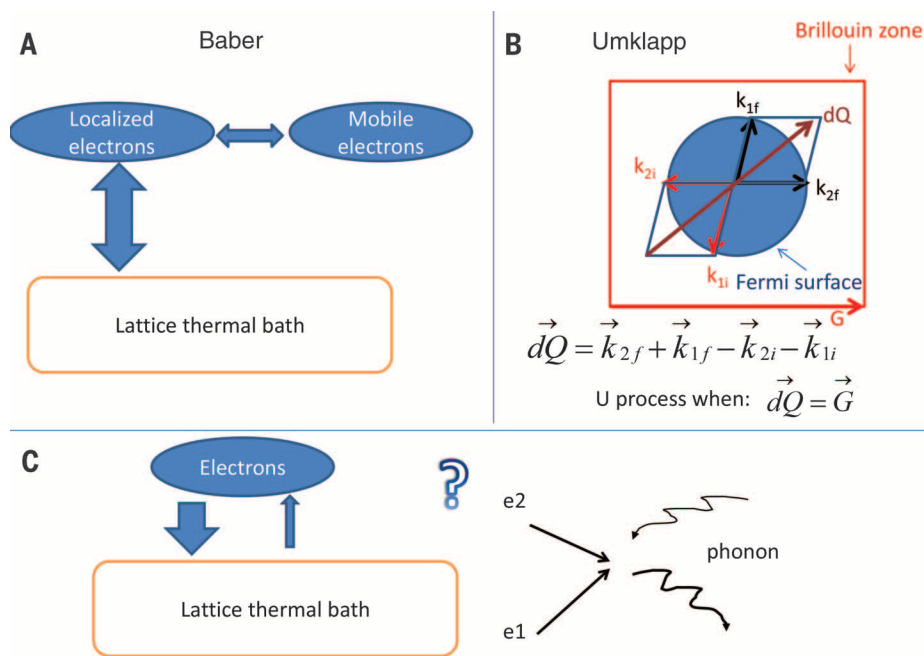 A
Baber
Localized
electrons
Mobile
electrons
Lattice thermal bath
B
Umklapp
Brillouin zone
k1f
dQ
k2i
k2f
k1i
Fermi surface
G
dQ = k2f + k1f − k2i − k1i
U process when: dQ = G
C
Electrons
?
Lattice thermal bath
e2
phonon
e1